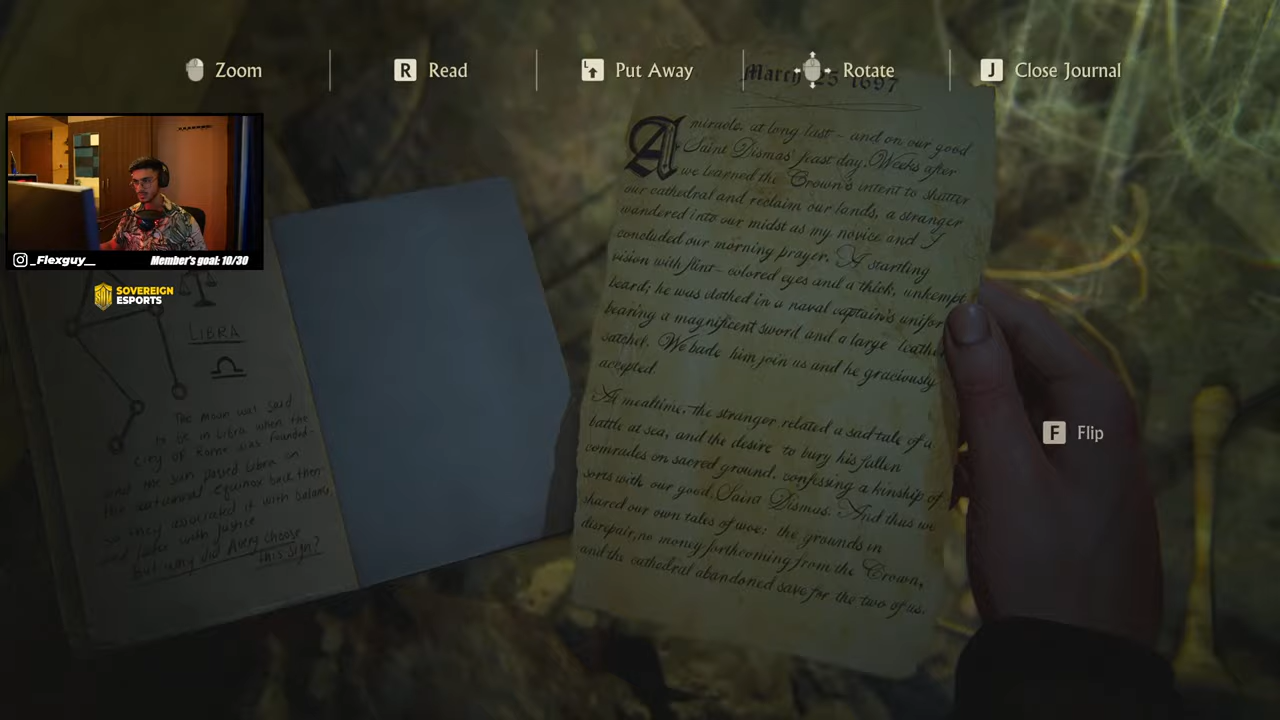 Zoom
R Read
L Put Away
Rotate
J Close Journal
March 25 1697
A miracle, at long last – and on our good
Saint Dismas' feast day. Weeks after
we learned the Crown's intent to shutter
our cathedral and reclaim our lands, a stranger
wandered into our midst as my novice and I
concluded our morning prayer. A startling
vision with flint-colored eyes and a thick, unkempt
beard; he was clothed in a naval captain's unifor
bearing a magnificent sword and a large leathe
satchel. We bade him join us and he graciously
accepted.
At mealtime, the stranger related a sad tale of a
battle at sea, and the desire to bury his fallen
comrades on sacred ground, confessing a kinship of
sorts with our good Saint Dismas. And thus we
shared our own tales of woe: the grounds in
disrepair, no money forthcoming from the Crown,
and the cathedral abandoned save for the two of us.
F Flip
_Flexguy__
Member's goal: 10/30
SOVEREIGN
ESPORTS
LIBRA
The moon was said
to be in Libra when the
City of Rome was founded-
and the sun passed Libra on
the autumnal equinox back then-
so they associated it with balance,
and later with justice
but why did Avery choose
this sign?